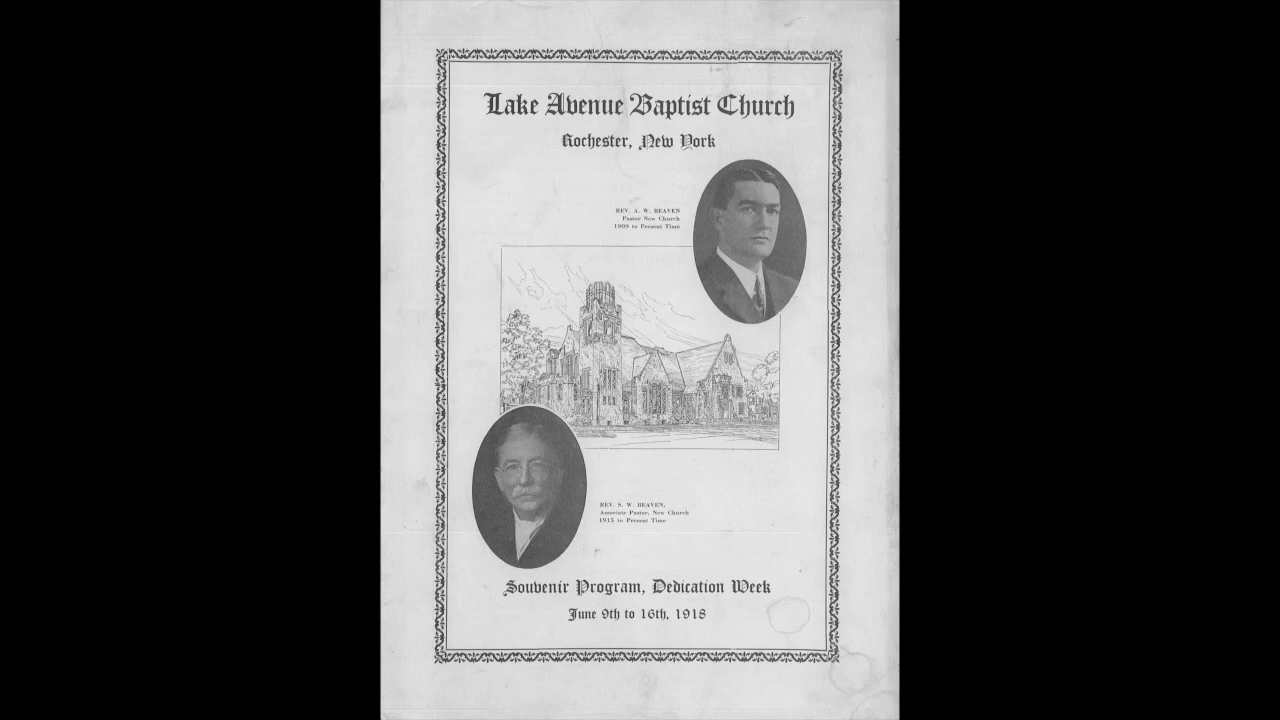 Lake Avenue Baptist Church
Rochester, New York
REV. A. W. BEAVEN
Pastor New Church
1909 to Present Time
REV. S. W. BEAVEN,
Associate Pastor, New Church
1915 to Present Time
Souvenir Program, Dedication Week
June 9th to 16th, 1918